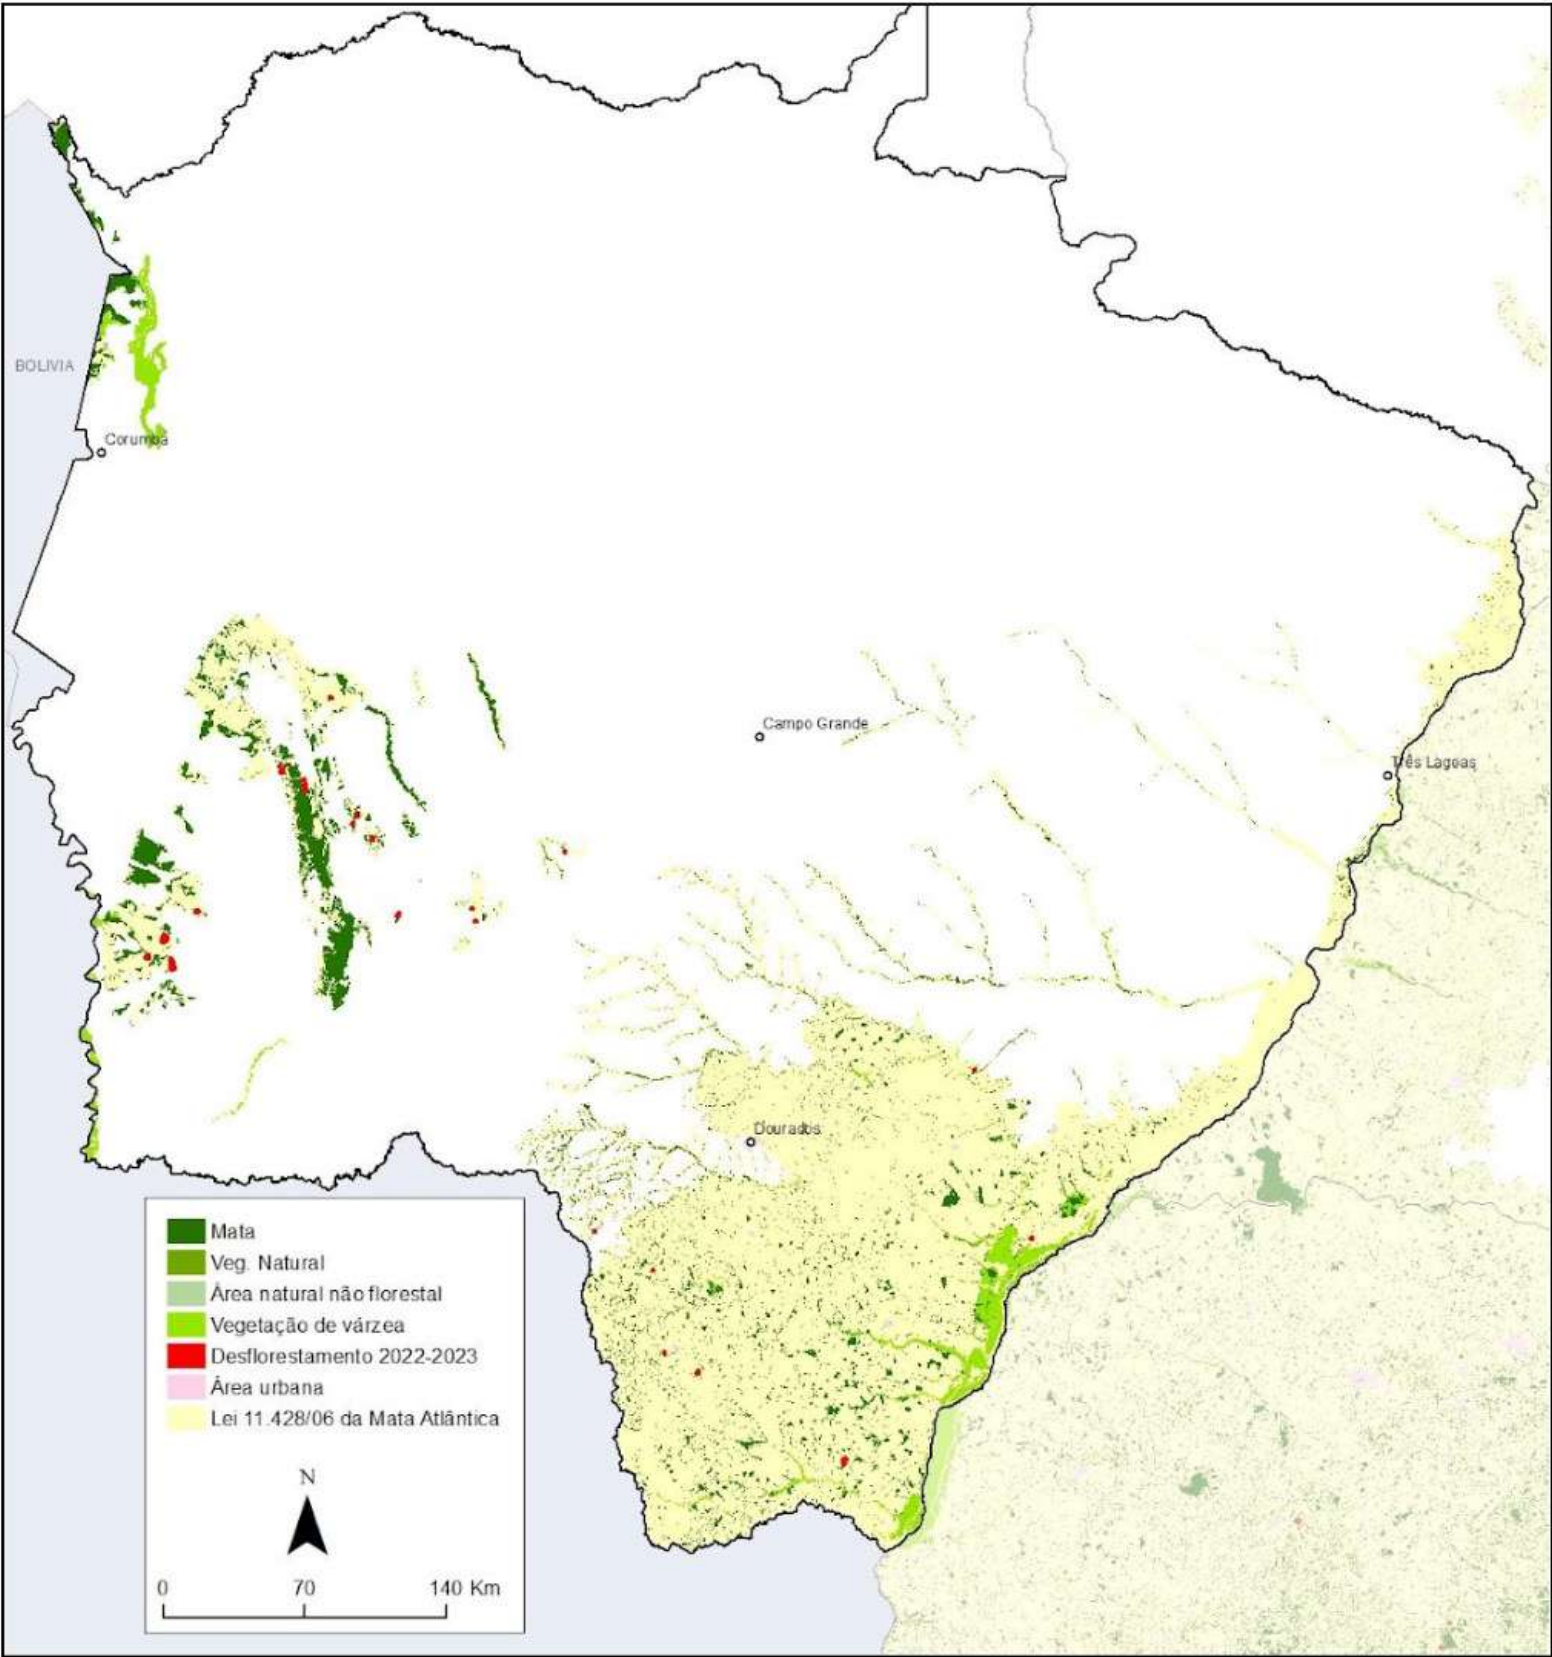 BOLIVIA
Corumbá
Campo Grande
Três Lagoas
Dourados
Mata
Veg. Natural
Área natural não florestal
Vegetação de várzea
Desflorestamento 2022-2023
Área urbana
Lei 11.428/06 da Mata Atlântica
N
0 70 140 Km